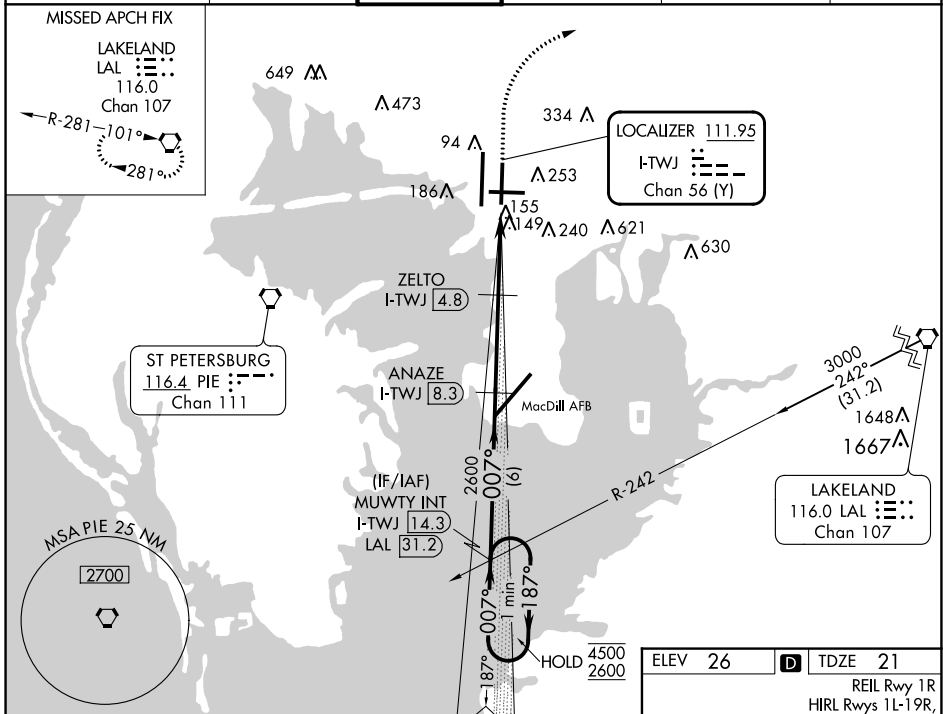 MISSED APCH FIX
LAKELAND
LAL
116.0
Chan 107
R-281
101°
281°
649
473
94
334
LOCALIZER 111.95
I-TWJ
Chan 56 (Y)
186
253
155
149
240
621
630
ZELTO
I-TWJ 4.8
ST PETERSBURG
116.4 PIE
Chan 111
ANAZE
I-TWJ 8.3
MacDill AFB
3000
242°
(31.2)
1648
1667
2600
007°
(6)
R-242
(IF/IAF)
MUWTY INT
I-TWJ 14.3
LAL 31.2
LAKELAND
116.0 LAL
Chan 107
MSA PIE 25 NM
2700
007°
1 min
187°
187°
HOLD 4500
2600
ELEV 26 D TDZE 21
REIL Rwy 1R
HIRL Rwys 1L-19R,